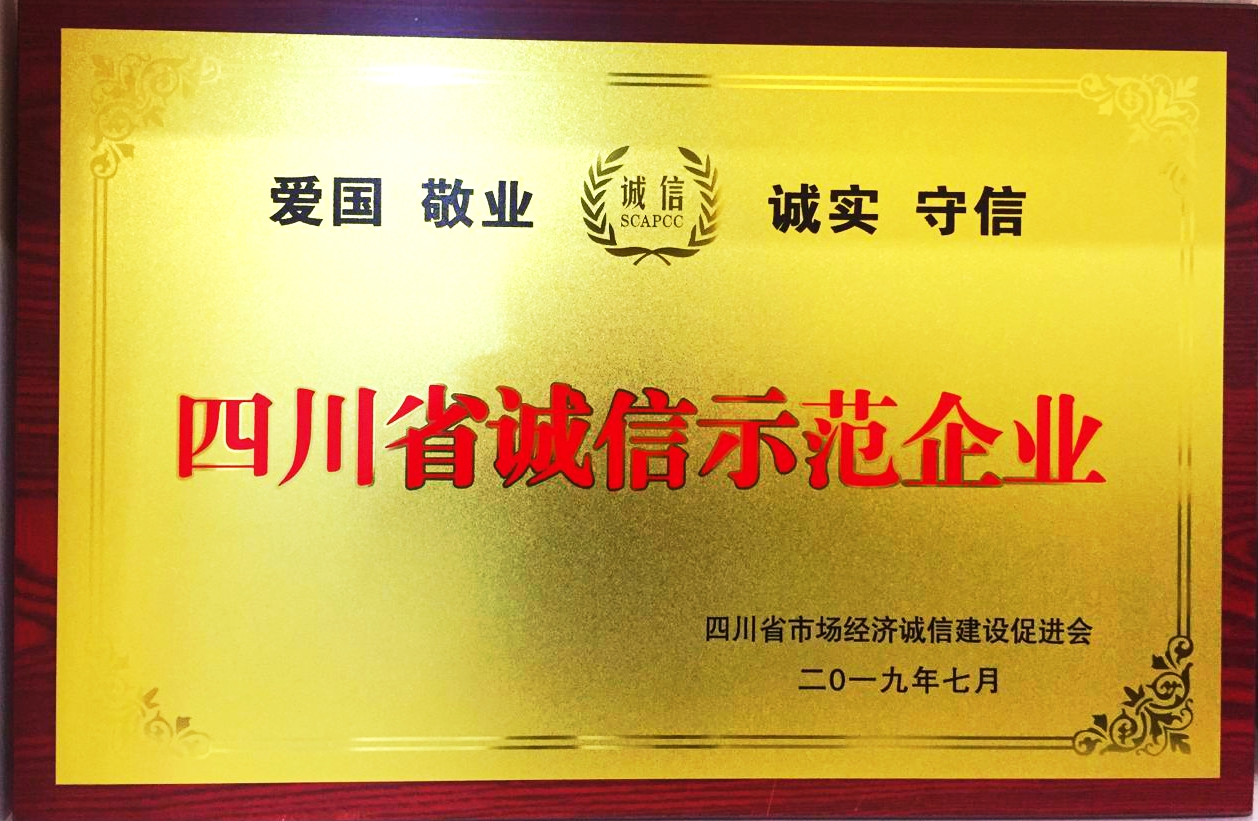 爱国 敬业 诚信 诚实 守信
SCAPCC
四川省诚信示范企业
四川省市场经济诚信建设促进会
二0一九年七月